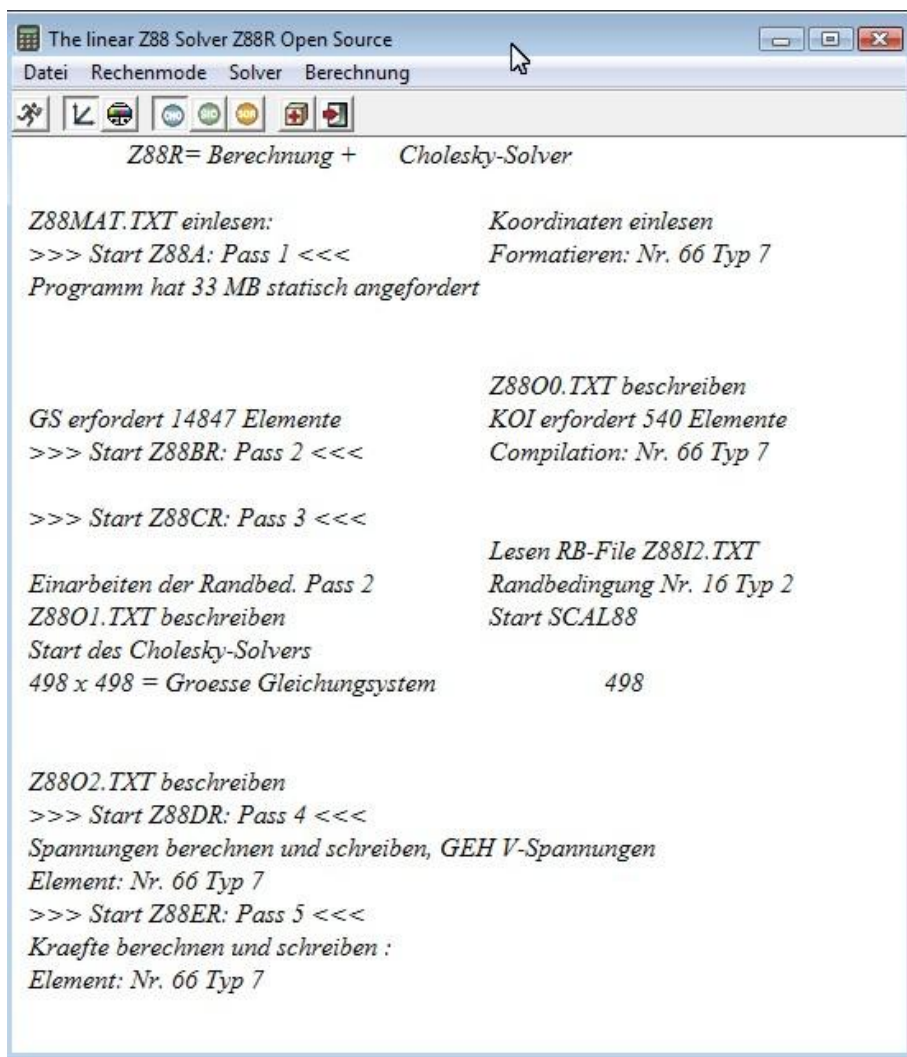 The linear Z88 Solver Z88R Open Source
Datei Rechenmode Solver Berechnung
CHO SIC SOR
Z88R= Berechnung + Cholesky-Solver
Z88MAT.TXT einlesen: Koordinaten einlesen
>>> Start Z88A: Pass 1 <<< Formatieren: Nr. 66 Typ 7
Programm hat 33 MB statisch angefordert
Z88O0.TXT beschreiben
GS erfordert 14847 Elemente KOI erfordert 540 Elemente
>>> Start Z88BR: Pass 2 <<< Compilation: Nr. 66 Typ 7
>>> Start Z88CR: Pass 3 <<<
Lesen RB-File Z88I2.TXT
Einarbeiten der Randbed. Pass 2 Randbedingung Nr. 16 Typ 2
Z88O1.TXT beschreiben Start SCAL88
Start des Cholesky-Solvers
498 x 498 = Groesse Gleichungsystem 498
Z88O2.TXT beschreiben
>>> Start Z88DR: Pass 4 <<<
Spannungen berechnen und schreiben, GEH V-Spannungen
Element: Nr. 66 Typ 7
>>> Start Z88ER: Pass 5 <<<
Kraefte berechnen und schreiben :
Element: Nr. 66 Typ 7